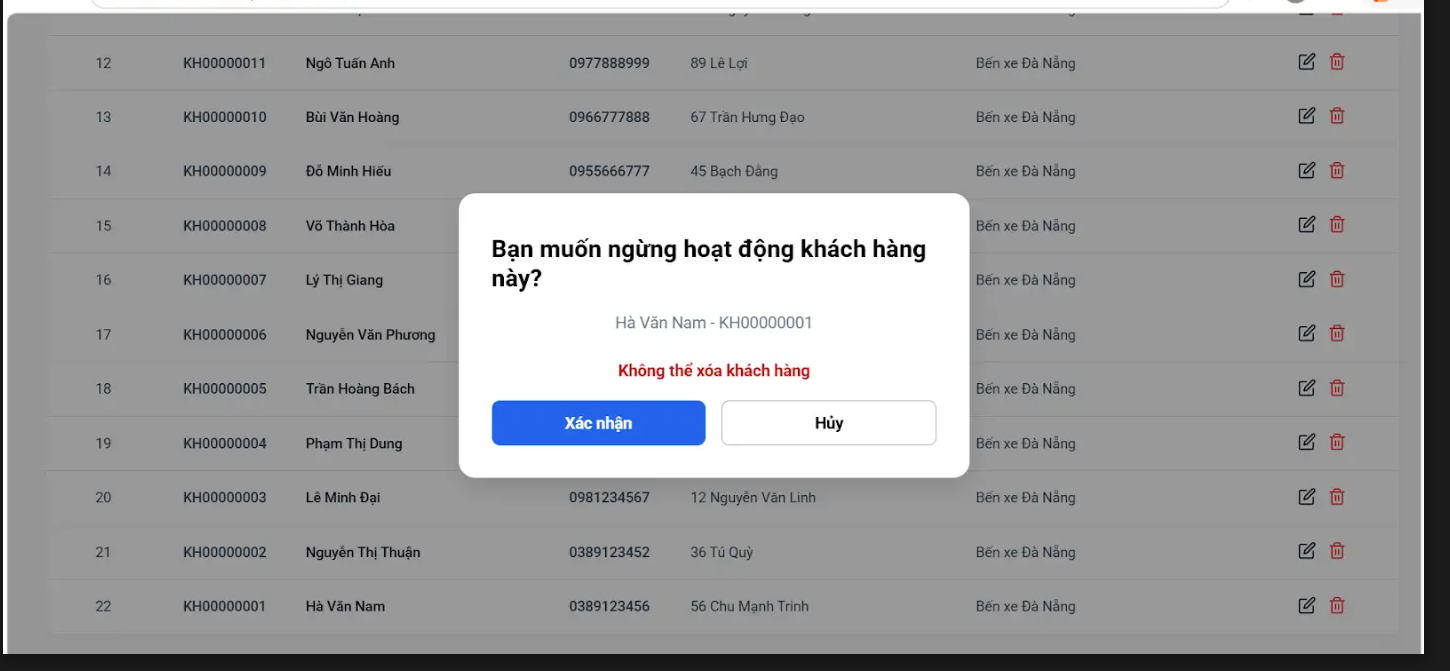 12 KH00000011 Ngô Tuấn Anh 0977888999 89 Lê Lợi Bến xe Đà Nẵng
13 KH00000010 Bùi Văn Hoàng 0966777888 67 Trần Hưng Đạo Bến xe Đà Nẵng
14 KH00000009 Đỗ Minh Hiếu 0955666777 45 Bạch Đằng Bến xe Đà Nẵng
15 KH00000008 Võ Thành Hòa Bến xe Đà Nẵng
16 KH00000007 Lý Thị Giang Bến xe Đà Nẵng
17 KH00000006 Nguyễn Văn Phương Bến xe Đà Nẵng
18 KH00000005 Trần Hoàng Bách Bến xe Đà Nẵng
19 KH00000004 Phạm Thị Dung Bến xe Đà Nẵng
20 KH00000003 Lê Minh Đại 0981234567 12 Nguyễn Văn Linh Bến xe Đà Nẵng
21 KH00000002 Nguyễn Thị Thuận 0389123452 36 Tú Quỳ Bến xe Đà Nẵng
22 KH00000001 Hà Văn Nam 0389123456 56 Chu Mạnh Trinh Bến xe Đà Nẵng
Bạn muốn ngừng hoạt động khách hàng
này?
Hà Văn Nam - KH00000001
Không thể xóa khách hàng
Xác nhận Hủy